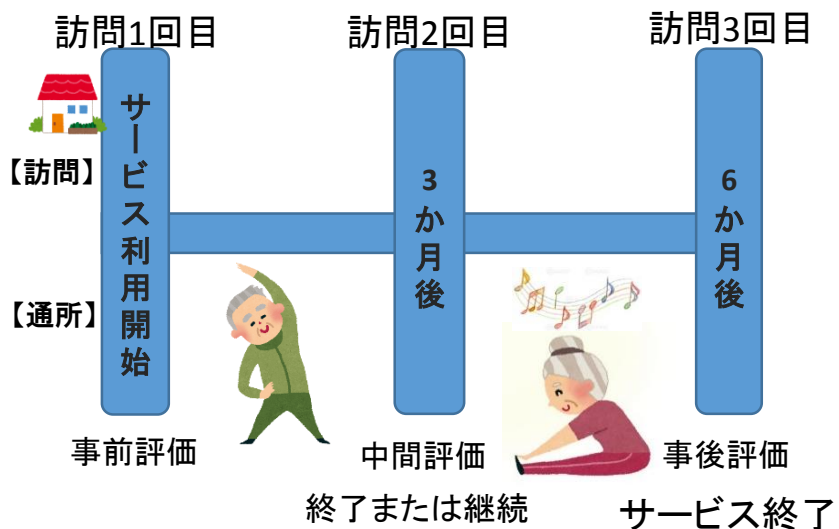 訪問1回目
訪問2回目
訪問3回目
サービス利用開始
【訪問】
【通所】
3か月後
6か月後
事前評価
中間評価
事後評価
終了または継続
サービス終了